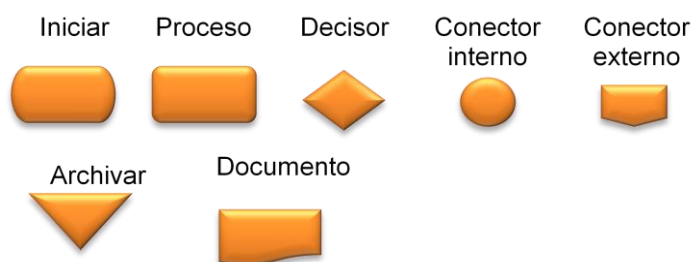 Iniciar Proceso Decisor Conector interno Conector externo
Archivar Documento